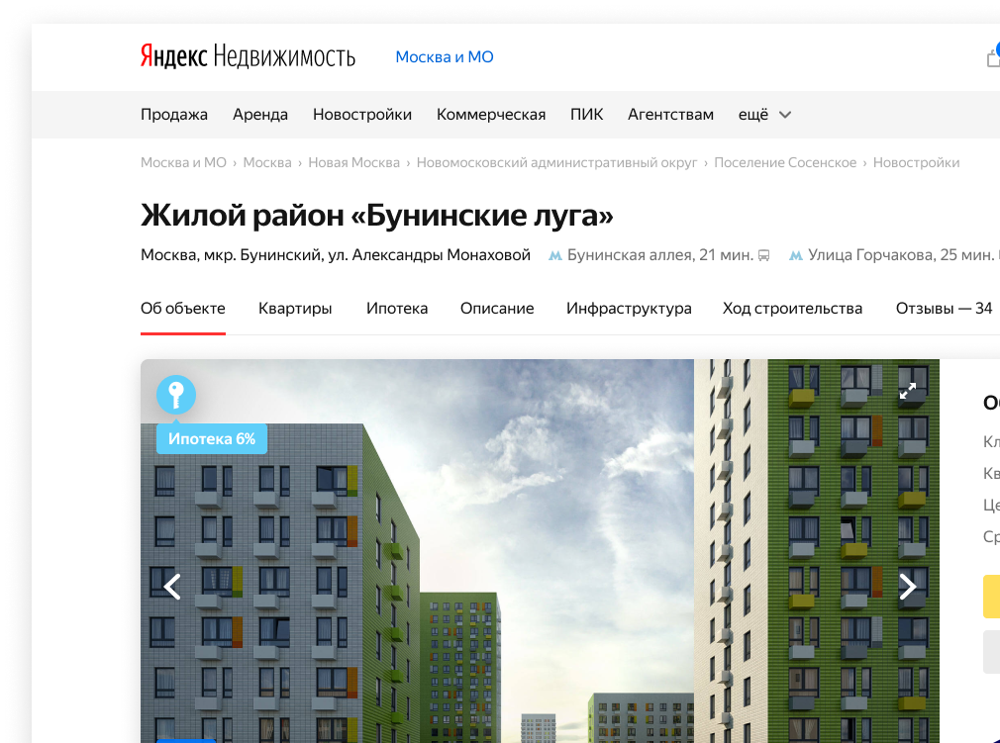 Яндекс Недвижимость Москва и МО
Продажа Аренда Новостройки Коммерческая ПИК Агентствам ещё
Москва и МО › Москва › Новая Москва › Новомосковский административный округ › Поселение Сосенское › Новостройки
Жилой район «Бунинские луга»
Москва, мкр. Бунинский, ул. Александры Монаховой Бунинская аллея, 21 мин. Улица Горчакова, 25 мин.
Об объекте Квартиры Ипотека Описание Инфраструктура Ход строительства Отзывы — 34
Ипотека 6%